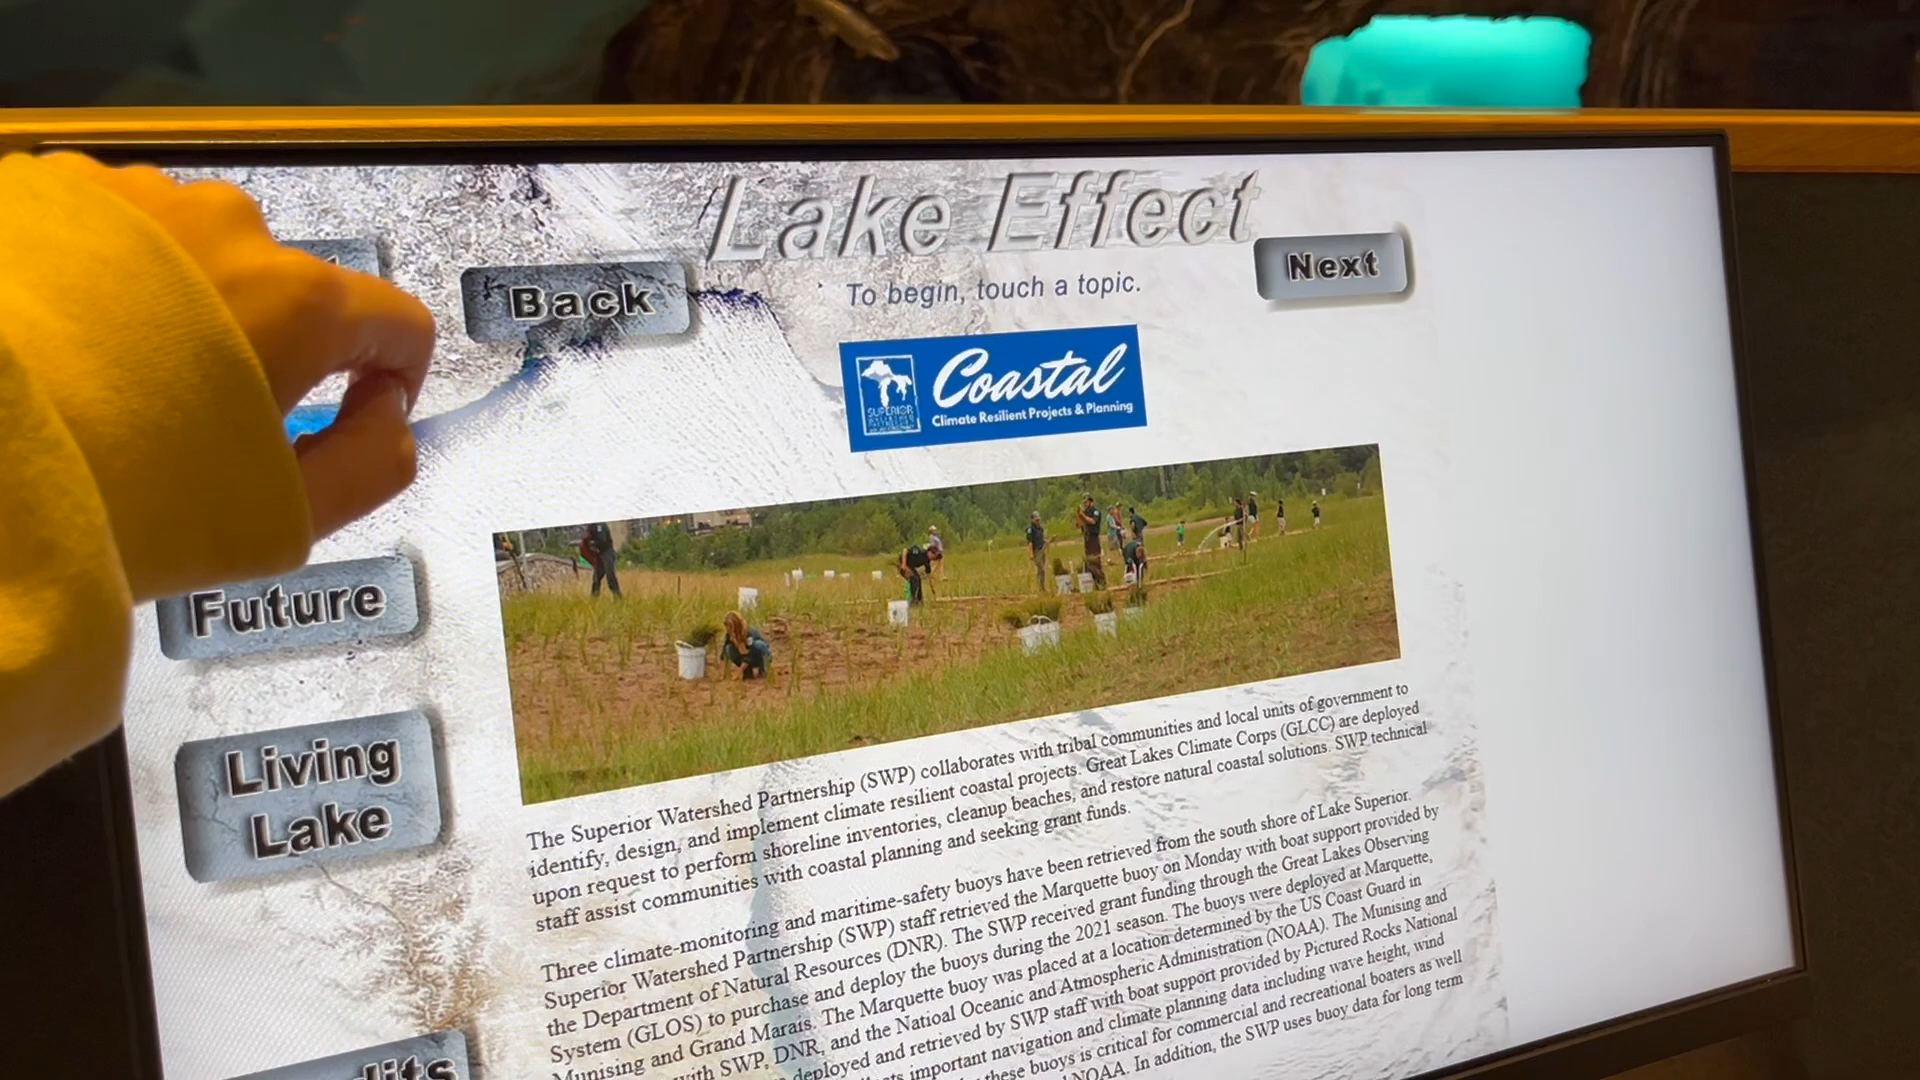 Lake Effect
Back
Next
To begin, touch a topic.
Coastal
SUPERIOR
Climate Resilient Projects & Planning
Future
Living
Lake
The Superior Watershed Partnership (SWP) collaborates with tribal communities and local units of government to
identify, design, and implement climate resilient coastal projects. Great Lakes Climate Corps (GLCC) are deployed
upon request to perform shoreline inventories, cleanup beaches, and restore natural coastal solutions. SWP technical
staff assist communities with coastal planning and seeking grant funds.
Three climate-monitoring and maritime-safety buoys have been retrieved from the south shore of Lake Superior.
Superior Watershed Partnership (SWP) staff retrieved the Marquette buoy on Monday with boat support provided by
the Department of Natural Resources (DNR). The SWP received grant funding through the Great Lakes Observing
System (GLOS) to purchase and deploy the buoys during the 2021 season. The buoys were deployed at Marquette,
Munising and Grand Marais. The Marquette buoy was placed at a location determined by the US Coast Guard in
with SWP, DNR, and the Natioal Oceanic and Atmospheric Administration (NOAA). The Munising and
deployed and retrieved by SWP staff with boat support provided by Pictured Rocks National
important navigation and climate planning data including wave height, wind
these buoys is critical for commercial and recreational boaters as well
NOAA. In addition, the SWP uses buoy data for long term